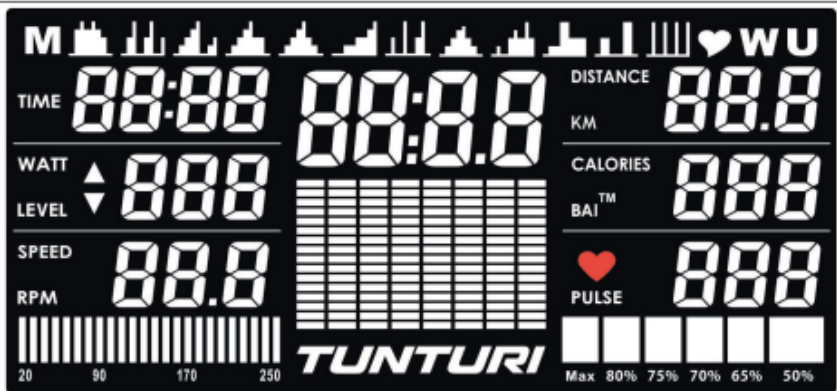 M W U
TIME 88:88
88:8.8
DISTANCE
KM 88.8
WATT
LEVEL 888
CALORIES
BAI™ 888
SPEED
RPM 88.8
PULSE 888
20 90 170 250
TUNTURI
Max 80% 75% 70% 65% 50%